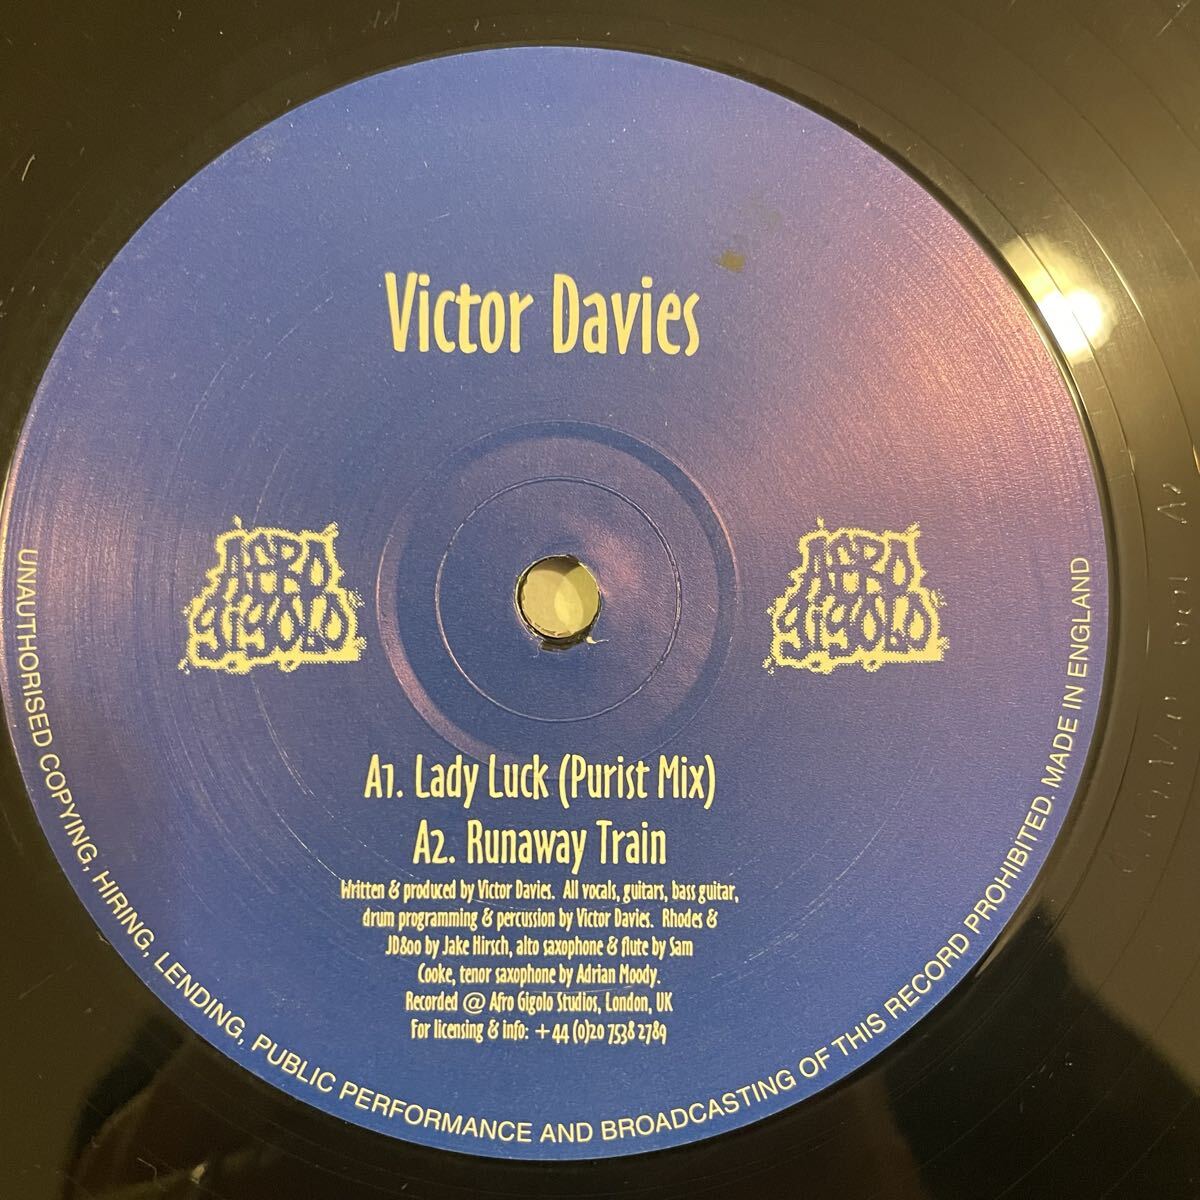 Victor Davies
AFRO
gigolo
AFRO
gigolo
A1. Lady Luck (Purist Mix)
A2. Runaway Train
Written & produced by Victor Davies. All vocals, guitars, bass guitar,
drum programming & percussion by Victor Davies. Rhodes &
JD800 by Jake Hirsch, alto saxophone & flute by Sam
Cooke, tenor saxophone by Adrian Moody.
Recorded @ Afro Gigolo Studios, London, UK
For licensing & info: +44 (0)20 7538 2789
UNAUTHORISED COPYING, HIRING, LENDING, PUBLIC PERFORMANCE AND BROADCASTING OF THIS RECORD PROHIBITED. MADE IN ENGLAND